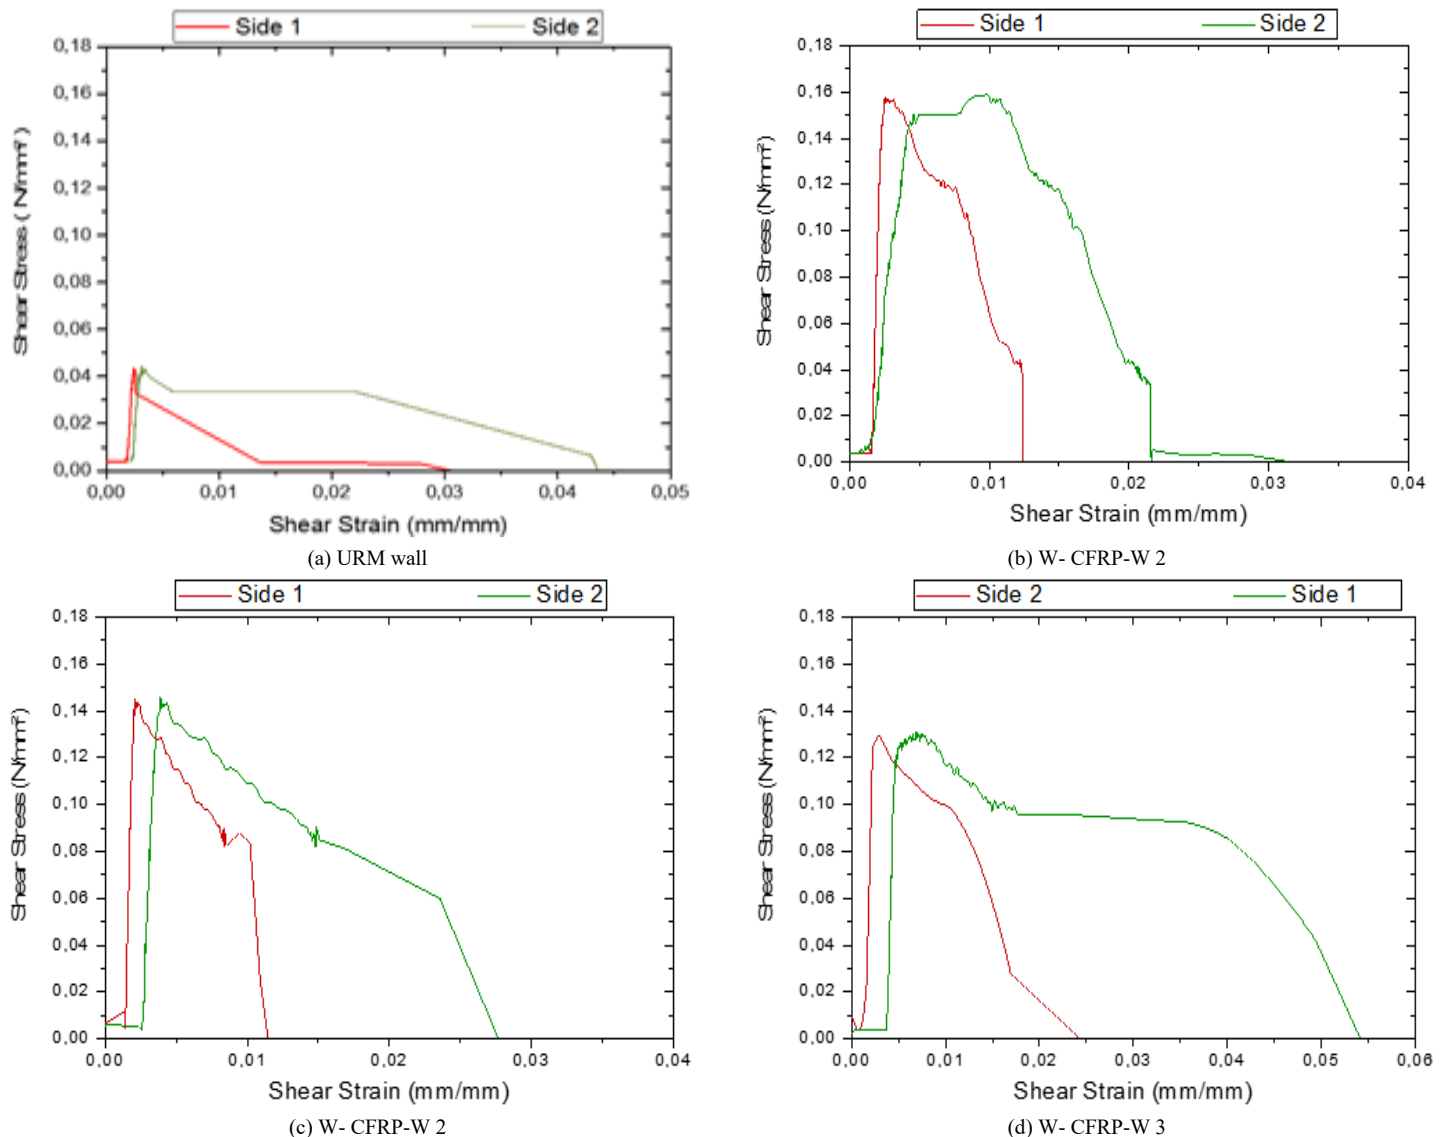 Side 1 Side 2
0,18
0,16
0,14
0,12
0,10
0,08
0,06
0,04
0,02
0,00
Shear Stress ( N/mm²)
0,00 0,01 0,02 0,03 0,04 0,05
Shear Strain (mm/mm)
(a) URM wall
Side 1 Side 2
0,18
0,16
0,14
0,12
0,10
0,08
0,06
0,04
0,02
0,00
Shear Stress (N/mm²)
0,00 0,01 0,02 0,03 0,04
Shear Strain (mm/mm)
(b) W- CFRP-W 2
Side 1 Side 2
0,18
0,16
0,14
0,12
0,10
0,08
0,06
0,04
0,02
0,00
Shear Stress (N/mm²)
0,00 0,01 0,02 0,03 0,04
Shear Strain (mm/mm)
(c) W- CFRP-W 2
Side 2 Side 1
0,18
0,16
0,14
0,12
0,10
0,08
0,06
0,04
0,02
0,00
Shear Stress (N/mm²)
0,00 0,01 0,02 0,03 0,04 0,05 0,06
Shear Strain (mm/mm)
(d) W- CFRP-W 3